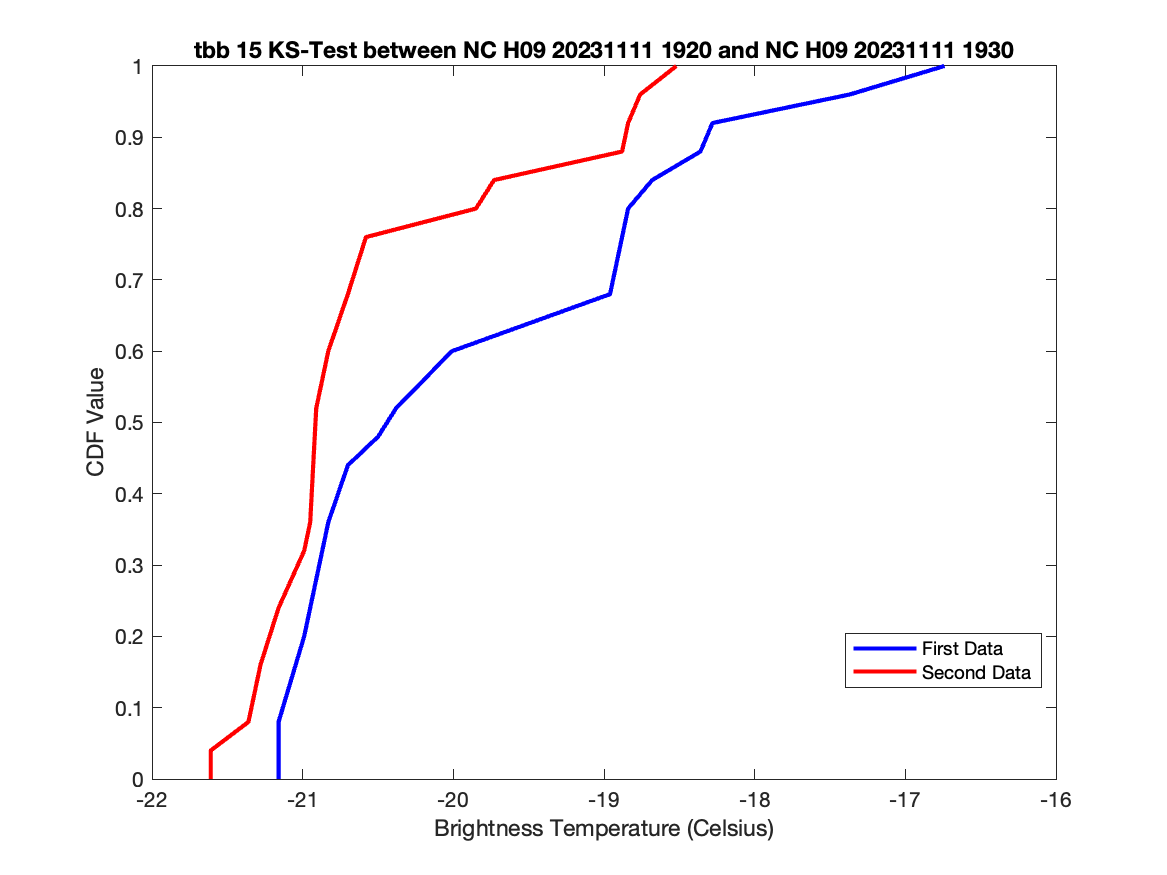 tbb 15 KS-Test between NC H09 20231111 1920 and NC H09 20231111 1930
1
0.9
0.8
0.7
0.6
0.5
0.4
0.3
0.2
0.1
0
CDF Value
First Data
Second Data
-22 -21 -20 -19 -18 -17 -16
Brightness Temperature (Celsius)